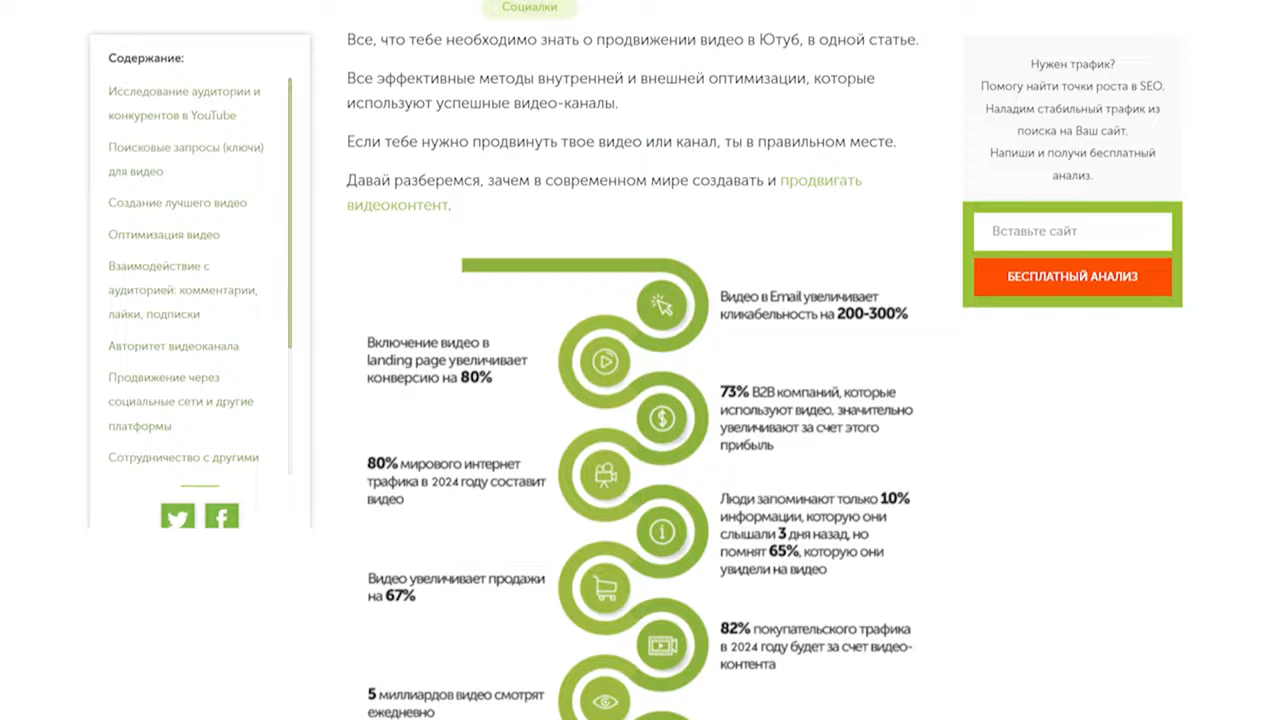 Социалки
Содержание:
Исследование аудитории и
конкурентов в YouTube
Поисковые запросы (ключи)
для видео
Создание лучшего видео
Оптимизация видео
Взаимодействие с
аудиторией: комментарии,
лайки, подписки
Авторитет видеоканала
Продвижение через
социальные сети и другие
платформы
Сотрудничество с другими
Все, что тебе необходимо знать о продвижении видео в Ютуб, в одной статье.
Все эффективные методы внутренней и внешней оптимизации, которые
используют успешные видео-каналы.
Если тебе нужно продвинуть твое видео или канал, ты в правильном месте.
Давай разберемся, зачем в современном мире создавать и продвигать
видеоконтент.
Видео в Email увеличивает
кликабельность на 200-300%
Включение видео в
landing page увеличивает
конверсию на 80%
73% B2B компаний, которые
используют видео, значительно
увеличивают за счет этого
прибыль
80% мирового интернет
трафика в 2024 году составит
видео
Люди запоминают только 10%
информации, которую они
слышали 3 дня назад, но
помнят 65%, которую они
увидели на видео
Видео увеличивает продажи
на 67%
82% покупательского трафика
в 2024 году будет за счет видео-
контента
5 миллиардов видео смотрят
ежедневно
Нужен трафик?
Помогу найти точки роста в SEO.
Наладим стабильный трафик из
поиска на Ваш сайт.
Напиши и получи бесплатный
анализ.
Вставьте сайт
БЕСПЛАТНЫЙ АНАЛИЗ